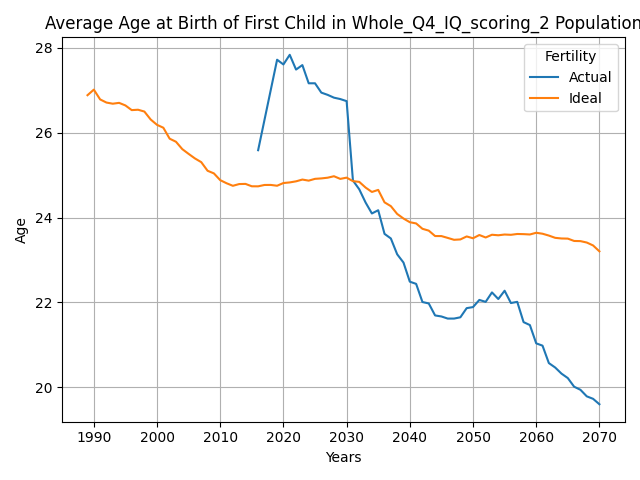 Average Age at Birth of First Child in Whole_Q4_IQ_scoring_2 Population
28
26
24
22
20
Age
Fertility
Actual
Ideal
1990 2000 2010 2020 2030 2040 2050 2060 2070
Years